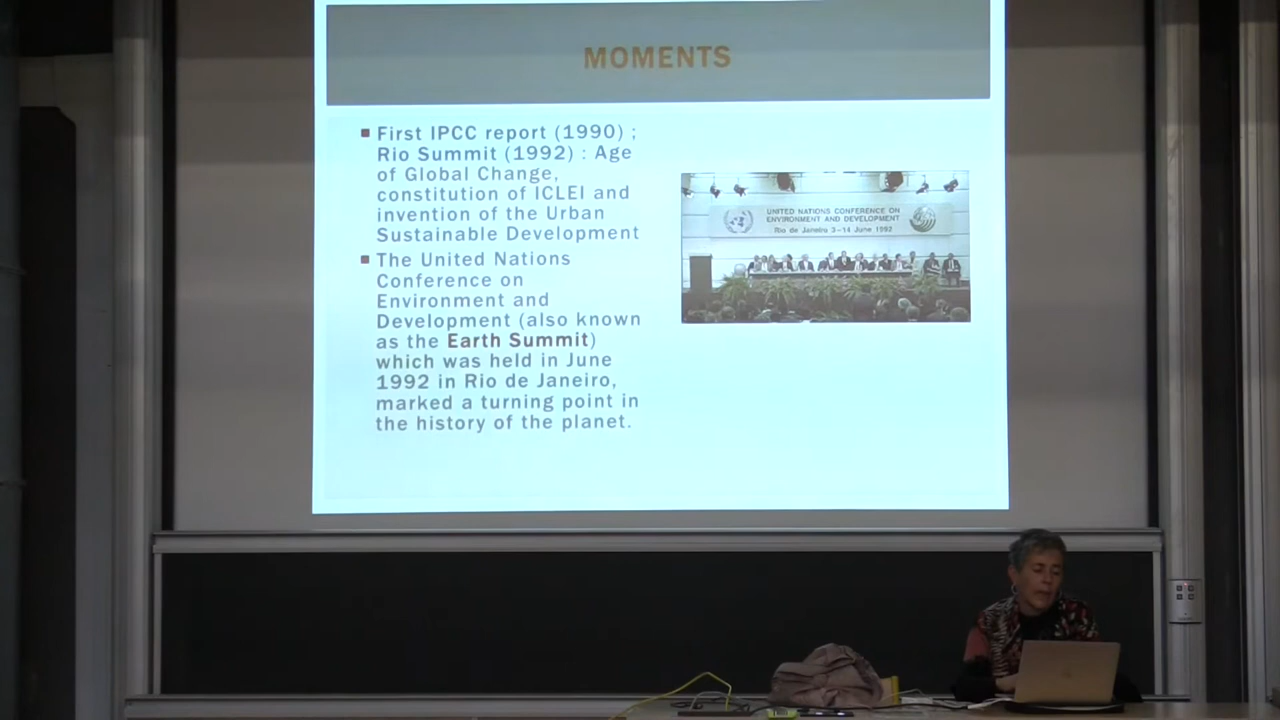 MOMENTS
First IPCC report (1990) ;
Rio Summit (1992) : Age
of Global Change,
constitution of ICLEI and
invention of the Urban
Sustainable Development
The United Nations
Conference on
Environment and
Development (also known
as the Earth Summit)
which was held in June
1992 in Rio de Janeiro,
marked a turning point in
the history of the planet.
UNITED NATIONS CONFERENCE ON
ENVIRONMENT AND DEVELOPMENT
Rio de Janeiro 3-14 June 1992